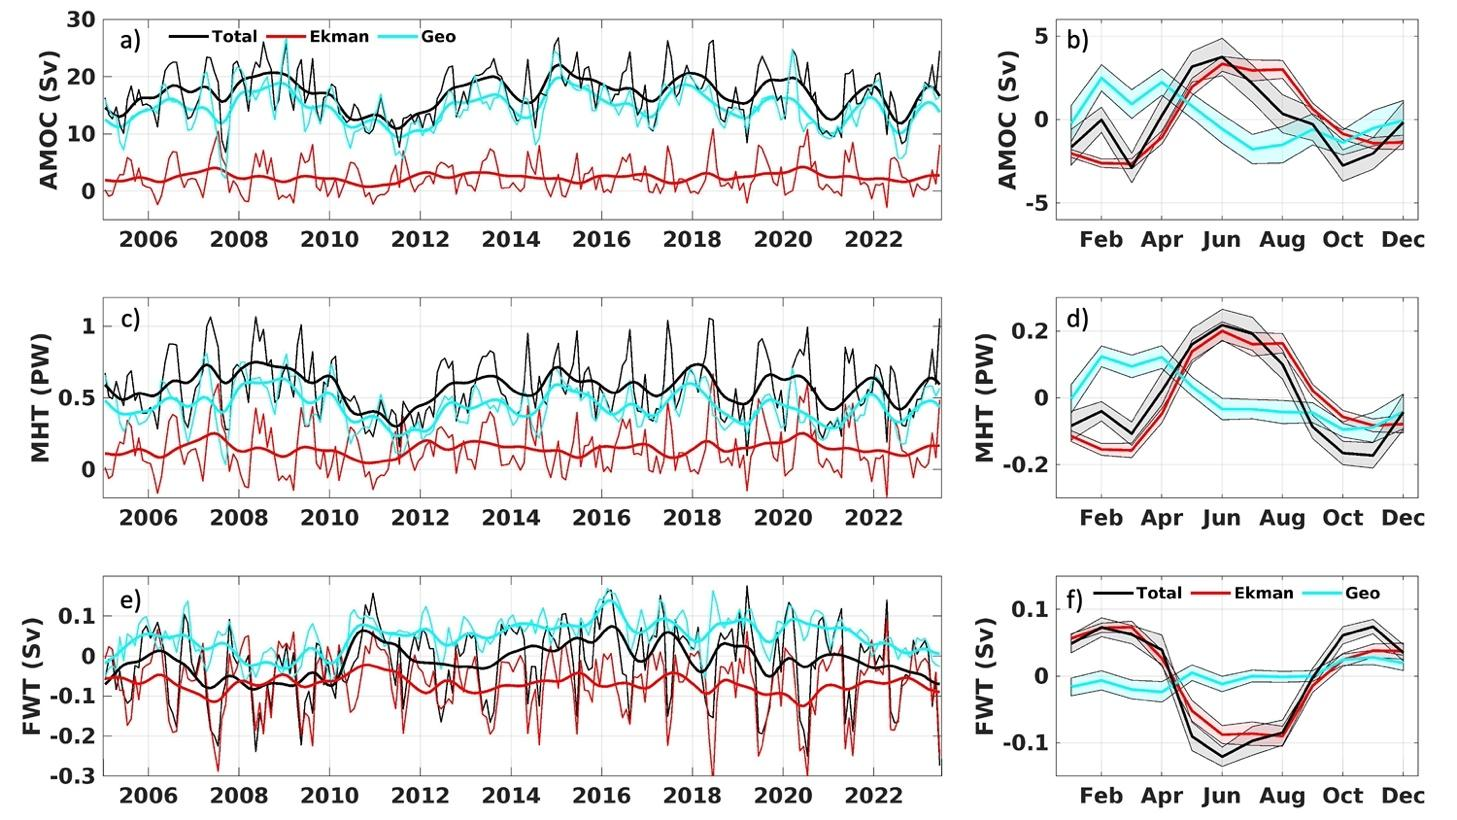 a)
Total Ekman Geo
AMOC (Sv)
30
20
10
0
2006 2008 2010 2012 2014 2016 2018 2020 2022
b)
AMOC (Sv)
5
0
-5
Feb Apr Jun Aug Oct Dec
c)
MHT (PW)
1
0.5
0
2006 2008 2010 2012 2014 2016 2018 2020 2022
d)
MHT (PW)
0.2
0
-0.2
Feb Apr Jun Aug Oct Dec
e)
FWT (Sv)
0.1
0
-0.1
-0.2
-0.3
2006 2008 2010 2012 2014 2016 2018 2020 2022
f)
Total Ekman Geo
FWT (Sv)
0.1
0
-0.1
Feb Apr Jun Aug Oct Dec